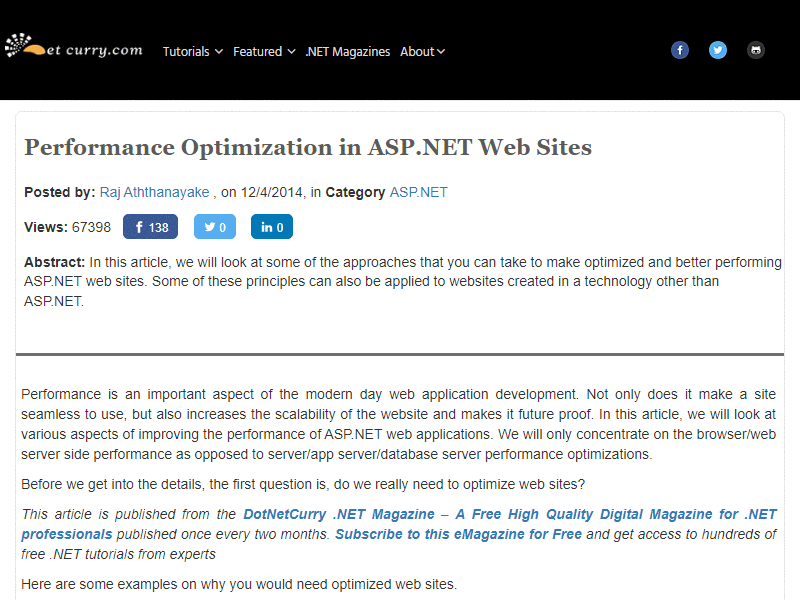 et curry.com
Tutorials Featured .NET Magazines About
Performance Optimization in ASP.NET Web Sites
Posted by: Raj Aththanayake , on 12/4/2014, in Category ASP.NET
Views: 67398 138 0 0
Abstract: In this article, we will look at some of the approaches that you can take to make optimized and better performing
ASP.NET web sites. Some of these principles can also be applied to websites created in a technology other than
ASP.NET.
Performance is an important aspect of the modern day web application development. Not only does it make a site
seamless to use, but also increases the scalability of the website and makes it future proof. In this article, we will look at
various aspects of improving the performance of ASP.NET web applications. We will only concentrate on the browser/web
server side performance as opposed to server/app server/database server performance optimizations.
Before we get into the details, the first question is, do we really need to optimize web sites?
This article is published from the DotNetCurry .NET Magazine – A Free High Quality Digital Magazine for .NET
professionals published once every two months. Subscribe to this eMagazine for Free and get access to hundreds of
free .NET tutorials from experts
Here are some examples on why you would need optimized web sites.